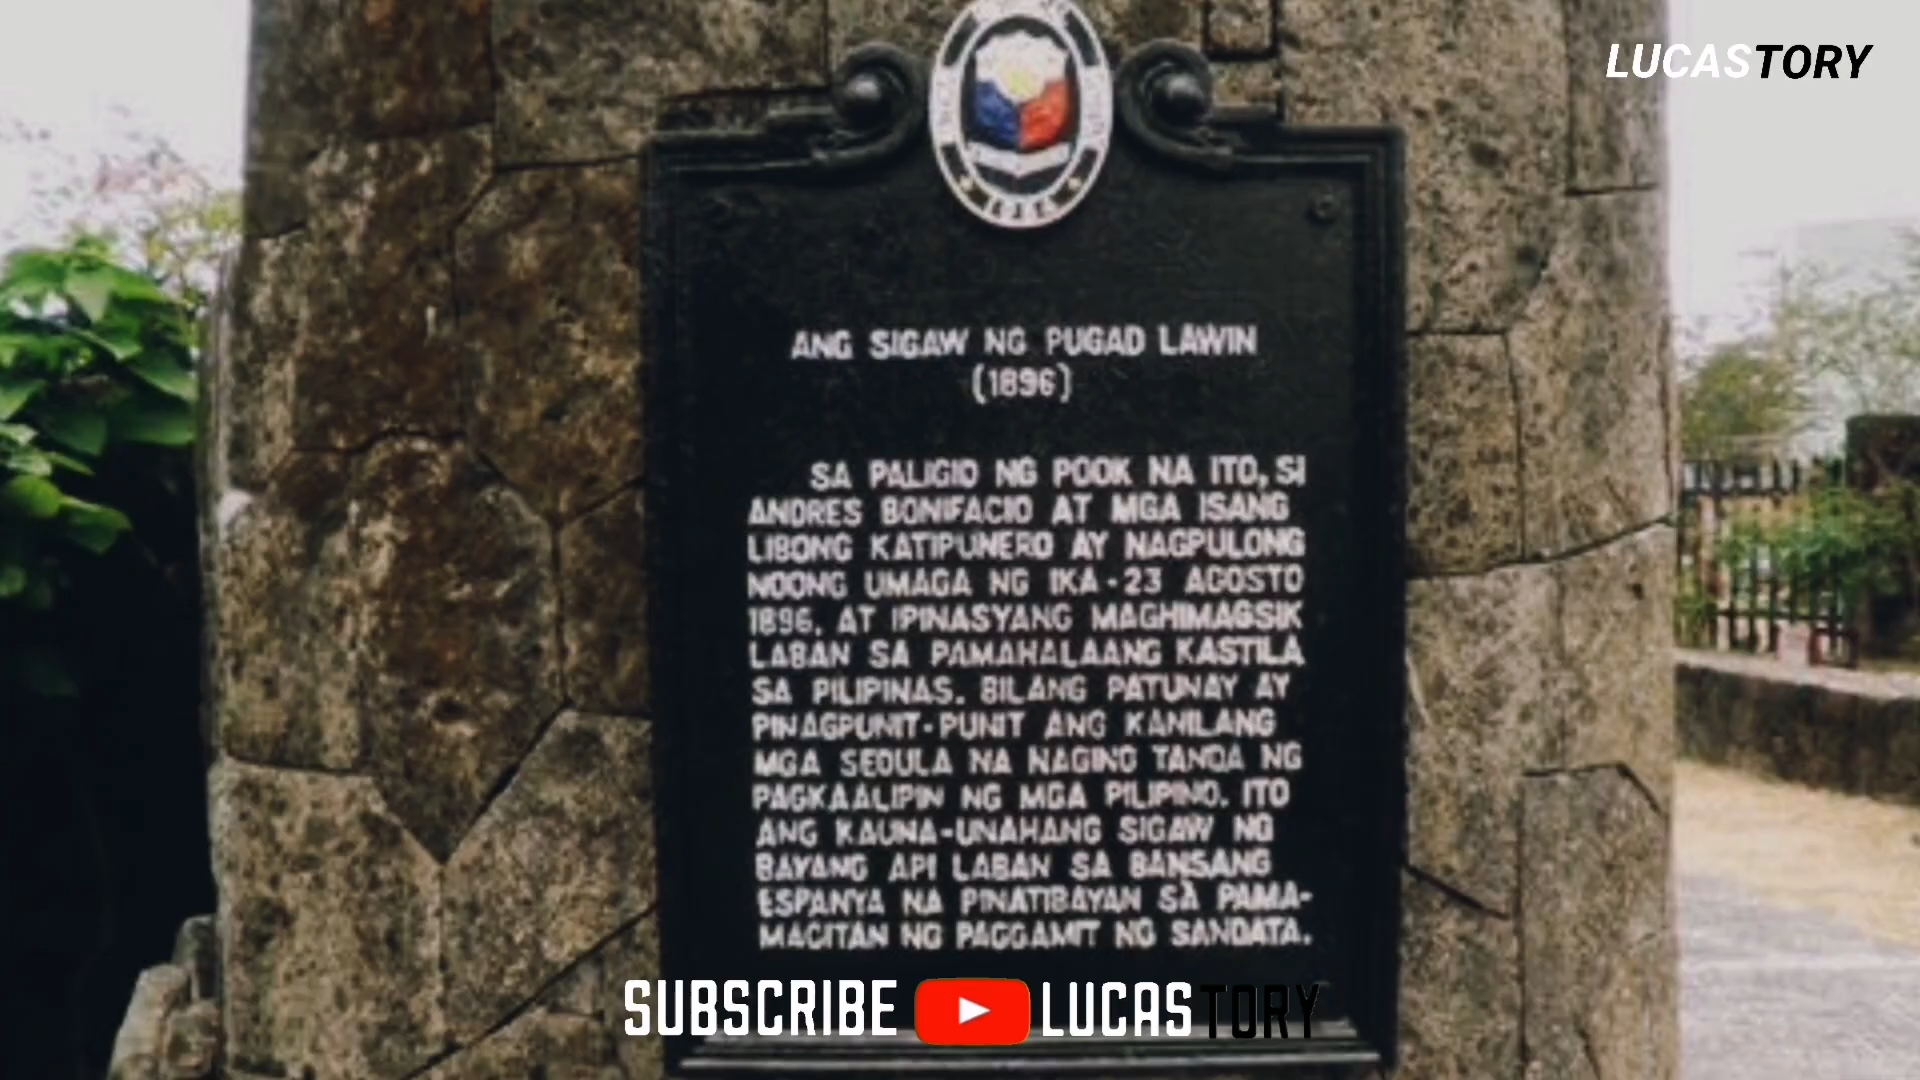 LUCASTORY
ANG SIGAW NG PUGAD LAWIN
(1896)
SA PALIGID NG POOK NA ITO, SI
ANDRES BONIFACIO AT MGA ISANG
LIBONG KATIPUNERO AY NAGPULONG
NOONG UMAGA NG IKA-23 AGOSTO
1896, AT IPINASYANG MAGHIMAGSIK
LABAN SA PAMAHALAANG KASTILA
SA PILIPINAS. BILANG PATUNAY AY
PINAGPUNIT-PUNIT ANG KANILANG
MGA SEDULA NA NAGING TANDA NG
PAGKAALIPIN NG MGA PILIPINO. ITO
ANG KAUNA-UNAHANG SIGAW NG
BAYANG API LABAN SA BANSANG
ESPANYA NA PINATIBAYAN SA PAMA-
MAGITAN NG PAGGAMIT NG SANDATA.
SUBSCRIBE LUCASTORY